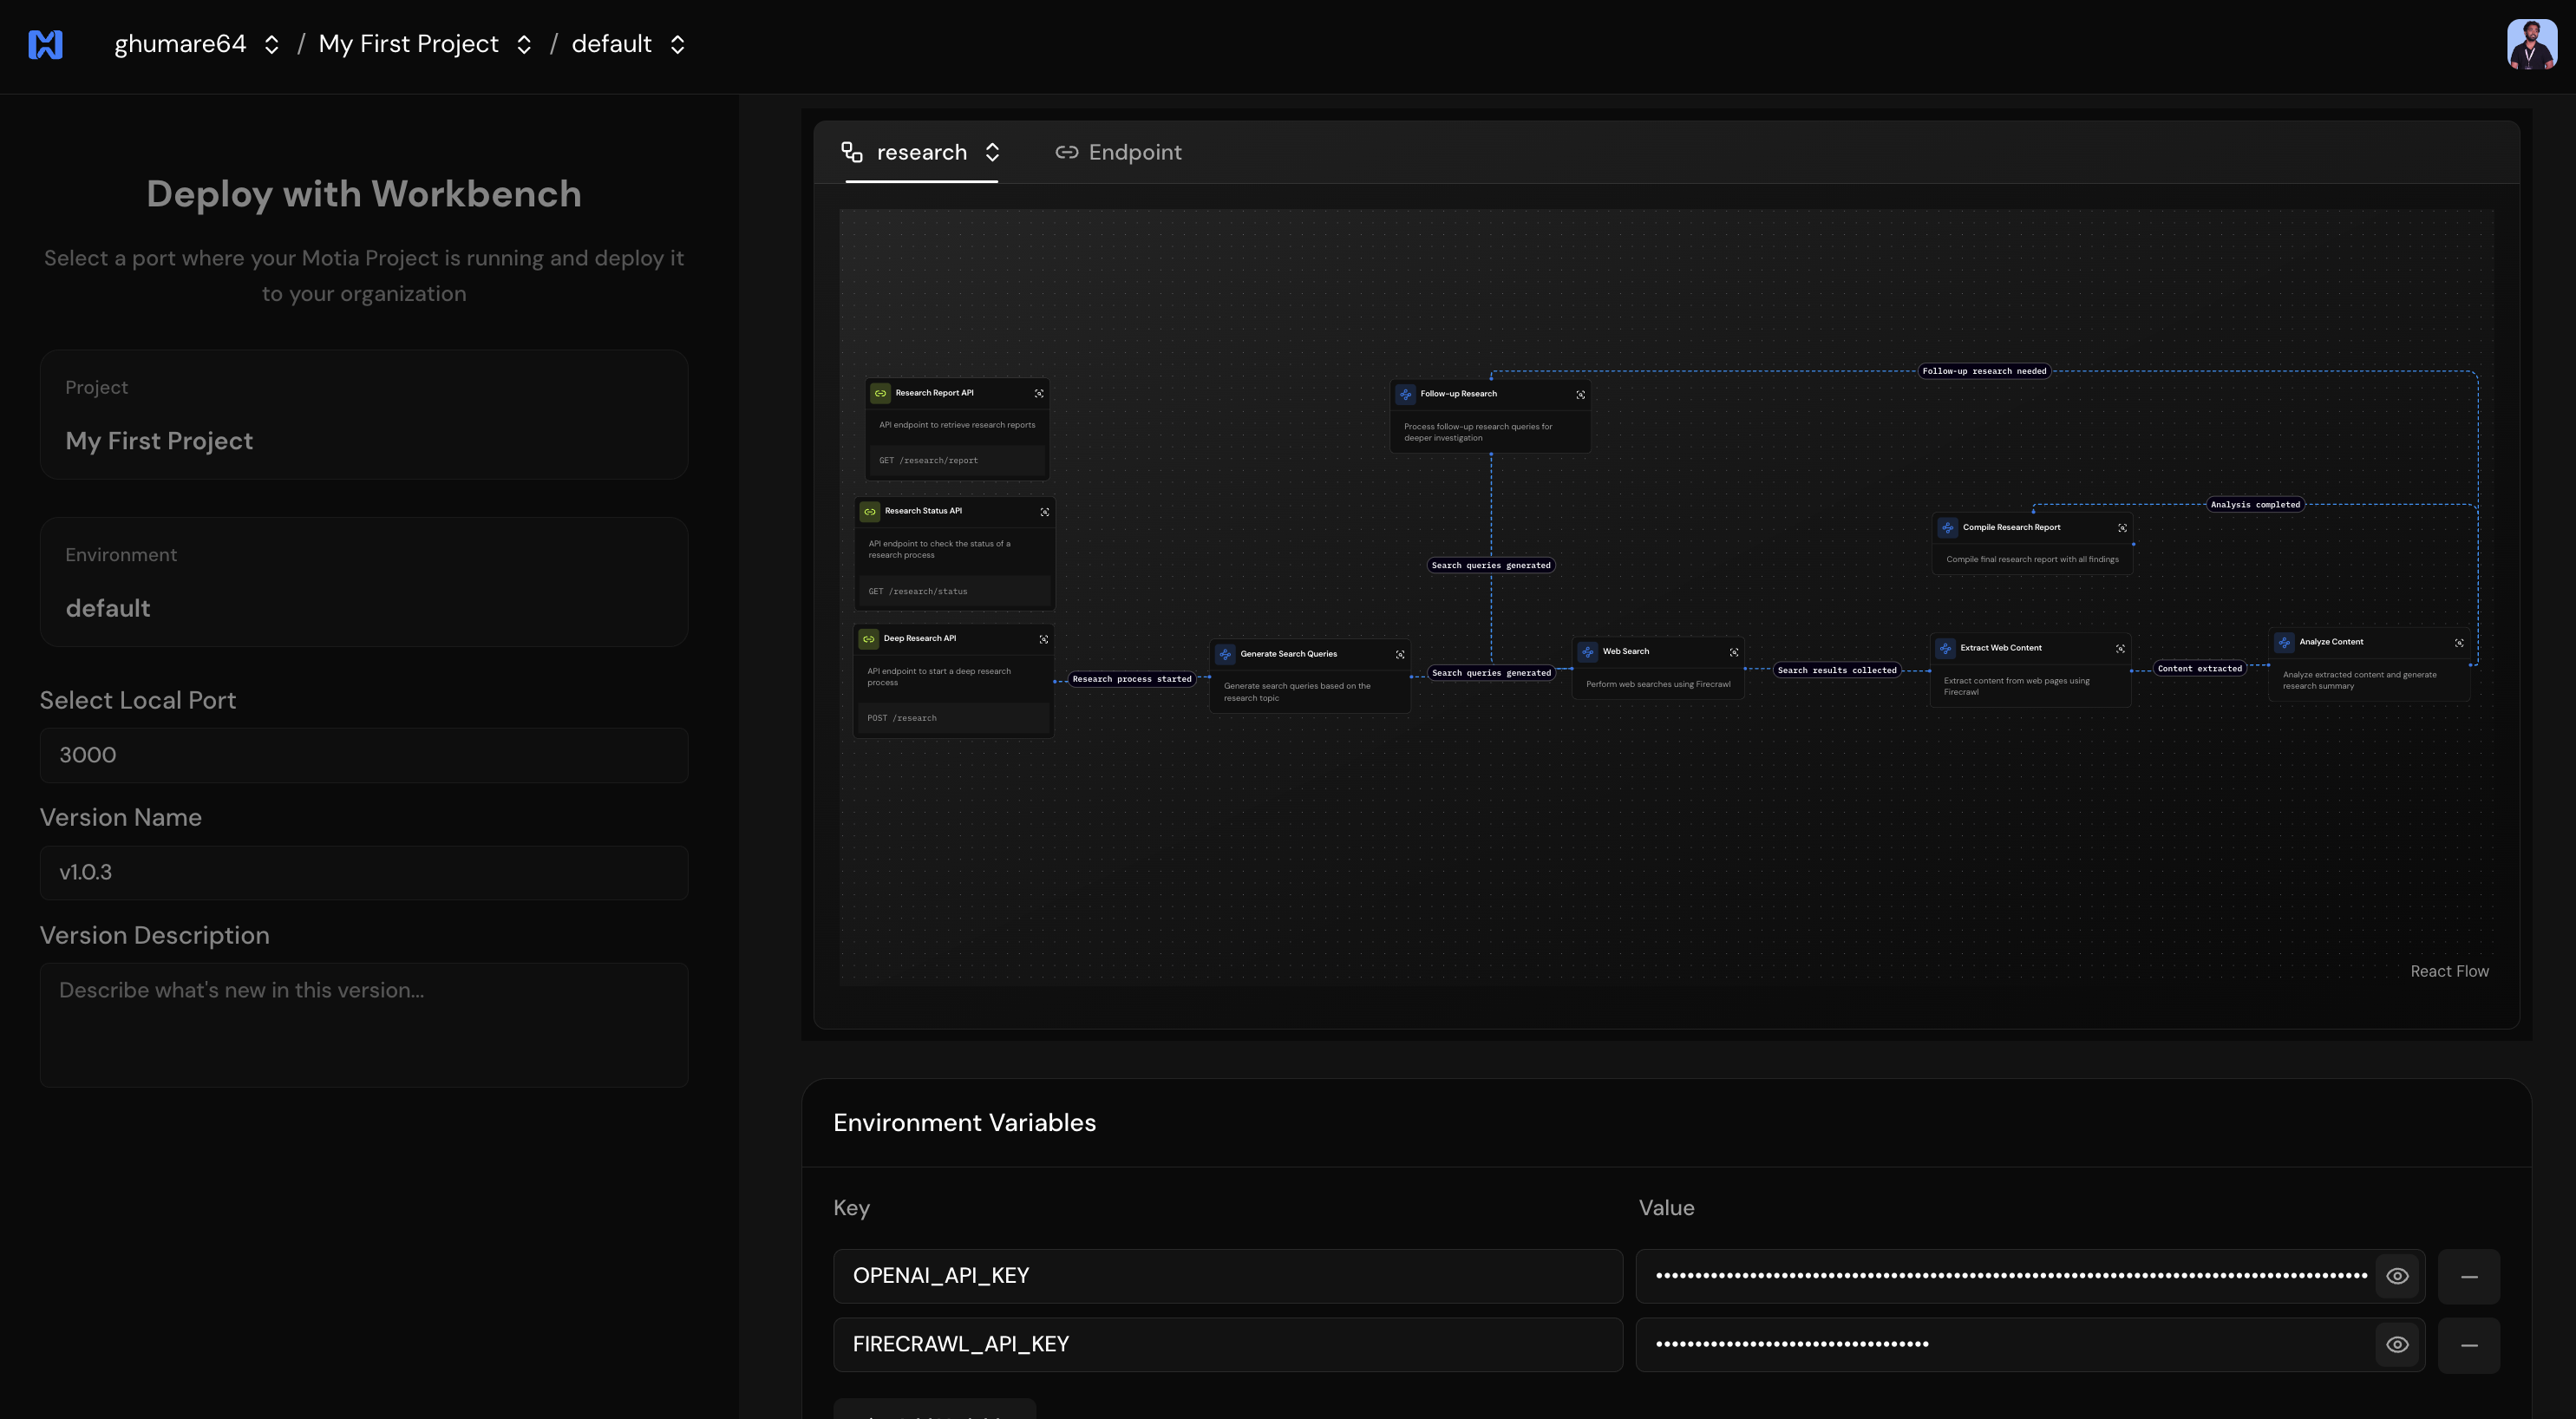 ghumare64 / My First Project / default
Deploy with Workbench
Select a port where your Motia Project is running and deploy it
to your organization
Project
My First Project
Environment
default
Select Local Port
3000
Version Name
v1.0.3
Version Description
Describe what's new in this version...
research
Endpoint
Research Report API
API endpoint to retrieve research reports
GET /research/report
Research Status API
API endpoint to check the status of a
research process
GET /research/status
Deep Research API
API endpoint to start a deep research
process
POST /research
Research process started
Generate Search Queries
Generate search queries based on the
research topic
Follow-up Research
Process follow-up research queries for
deeper investigation
Search queries generated
Search queries generated
Web Search
Perform web searches using Firecrawl
Search results collected
Follow-up research needed
Compile Research Report
Compile final research report with all findings
Analysis completed
Extract Web Content
Extract content from web pages using
Firecrawl
Content extracted
Analyze Content
Analyze extracted content and generate
research summary
React Flow
Environment Variables
Key
Value
OPENAI_API_KEY
FIRECRAWL_API_KEY